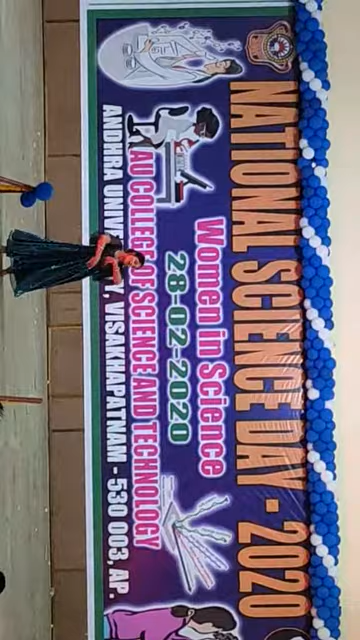 NATIONAL SCIENCE DAY - 2020
Women in Science
28-02-2020
AU COLLEGE OF SCIENCE AND TECHNOLOGY
ANDHRA VISAKHAPATNAM - 530 003, AP.